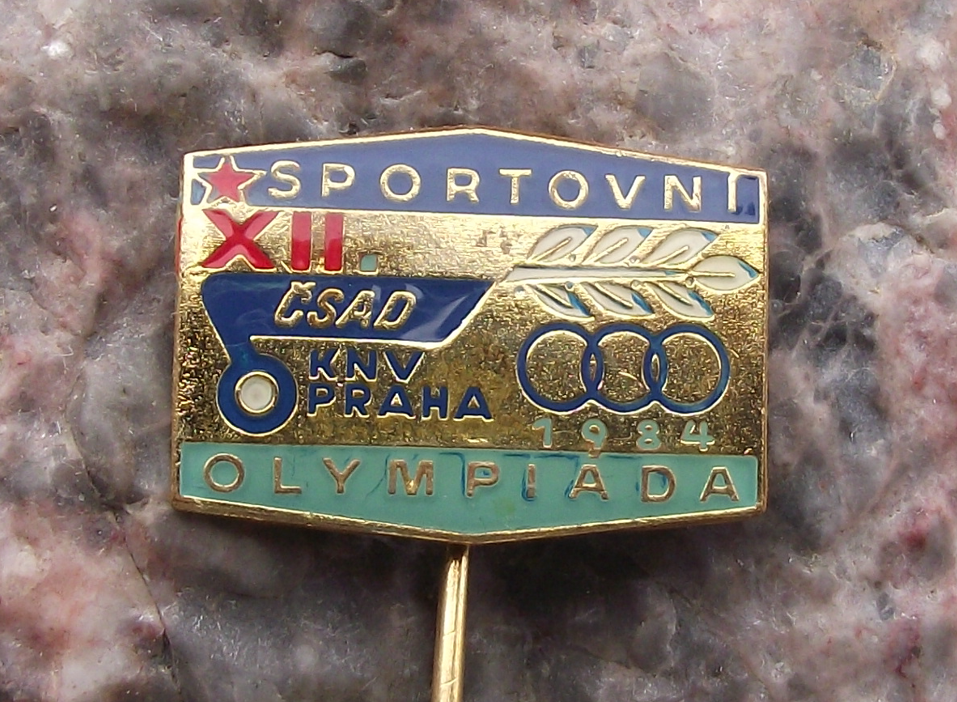 SPORTOVNÍ
XII.
ČSAD
KNV
PRAHA
1984
OLYMPIÁDA